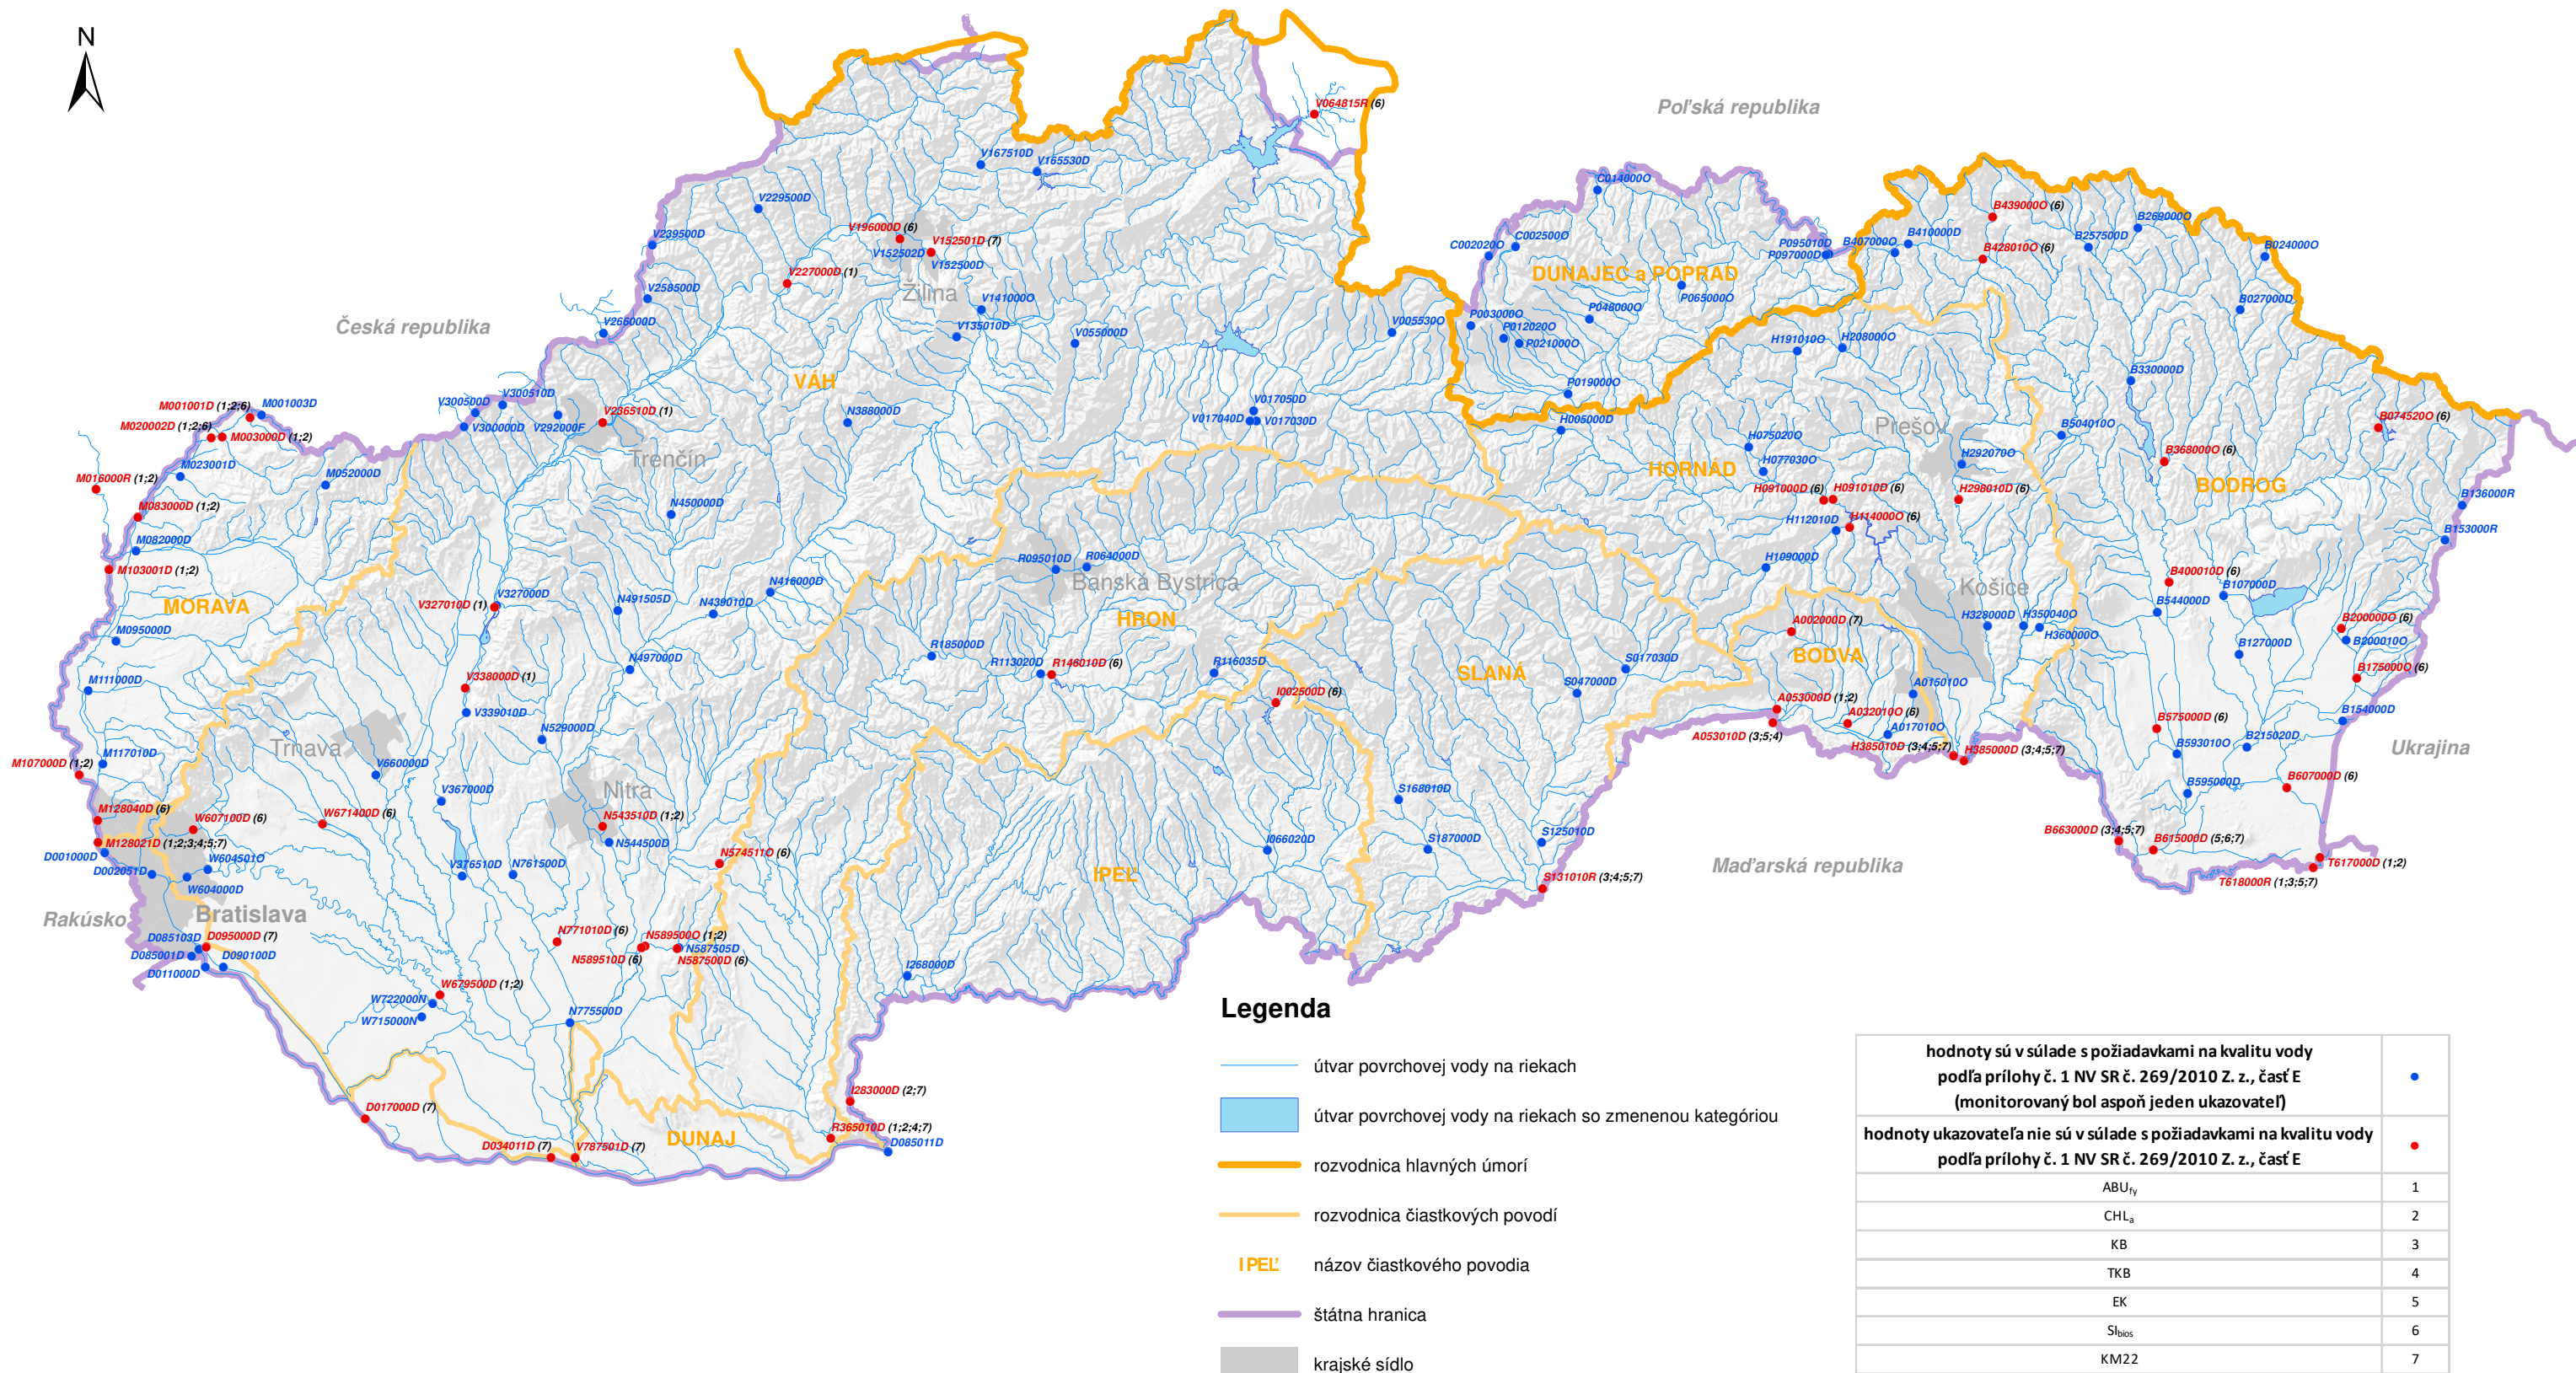 N
Poľská republika
Česká republika
V064815R (6)
V167510D
V165530D
C014000O
V229500D
V196000D (6)
V152501D (7)
V152502D
V152500D
V239500D
V227000D (1)
Žilina
V258500D
V141000O
V135010D
V266000D
V055000D
V005530O
C002020O
C002500O
DUNAJEC a POPRAD
P095010D
P097000D
P065000O
P048000O
P003000O
P012020O
P021000O
P019000O
B407000O
B410000D
B439000O (6)
B428010O (6)
B257500D
B269000O
B024000O
B027000D
H191010O
H208000O
B330000D
VÁH
M001001D (1;2;6)
M001003D
M020002D (1;2;6)
M003000D (1;2)
V300500D
V300510D
V300000D
V292000F
V236510D (1)
Trenčín
N388000D
V017050D
V017040D
V017030D
H005000D
H075020O
H077030O
HORNÁD
Prešov
H292070O
B504010O
B368000O (6)
B074520O (6)
BODROG
M023001D
M052000D
M016000R (1;2)
M083000D (1;2)
N450000D
H091000D (6)
H091010D (6)
H298010D (6)
B136000R
H112010D
H114000O (6)
B153000R
M082000D
M103001D (1;2)
R095010D
R064000D
Banská Bystrica
H109000D
Košice
B400010D (6)
B107000D
MORAVA
V327010D (1)
V327000D
N491505D
N439010D
N416000D
HRON
H328000D
H350040O
H360000O
B544000D
B200000O (6)
B200010O
M095000D
R185000D
R113020D
R146010D (6)
R116035D
A002000D (7)
BODVA
B127000D
B175000O (6)
M111000D
V338000D (1)
N497000D
I002500D (6)
SLANÁ
S017030D
S047000D
A015010O
V339010D
A053000D (1;2)
A032010O (6)
A017010O
B575000D (6)
B154000D
Trnava
N529000D
A053010D (3;5;4)
H385010D (3;4;5;7)
H385000D (3;4;5;7)
B593010O
B215020D
Ukrajina
M117010D
M107000D (1;2)
V660000D
Nitra
V367000D
S168010D
B595000D
B607000D (6)
M128040D (6)
W607100D (6)
W671400D (6)
N543510D (1;2)
N544500D
M128021D (1;2;3;4;5;7)
D001000D
W604501O
D002051D
W604000D
V376510D
N761500D
N574511O (6)
I066020D
S187000D
S125010D
B663000D (3;4;5;7)
B615000D (5;6;7)
T617000D (1;2)
T618000R (1;3;5;7)
Maďarská republika
IPEĽ
S131010R (3;4;5;7)
Rakúsko
Bratislava
D085103D
D095000D (7)
D085001D
D011000D
D090100D
N771010D (6)
N589500O (1;2)
N589510D (6)
N587505D
N587500D (6)
I268000D
W679500D (1;2)
W722000N
W715000N
N775500D
D017000D (7)
I283000D (2;7)
R365010D (1;2;4;7)
D085011D
DUNAJ
D034011D (7)
V787501D (7)
Legenda
útvar povrchovej vody na riekach
útvar povrchovej vody na riekach so zmenenou kategóriou
rozvodnica hlavných úmorí
rozvodnica čiastkových povodí
IPEĽ názov čiastkového povodia
štátna hranica
krajské sídlo
hodnoty sú v súlade s požiadavkami na kvalitu vody
podľa prílohy č. 1 NV SR č. 269/2010 Z. z., časť E
(monitorovaný bol aspoň jeden ukazovateľ)
hodnoty ukazovateľa nie sú v súlade s požiadavkami na kvalitu vody
podľa prílohy č. 1 NV SR č. 269/2010 Z. z., časť E
ABUfy 1
CHLa 2
KB 3
TKB 4
EK 5
SIbios 6
KM22 7